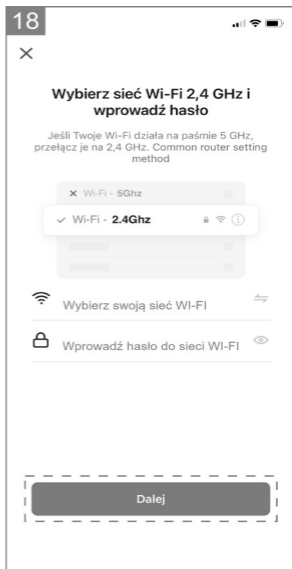 18
Wybierz sieć Wi-Fi 2,4 GHz i
wprowadź hasło
Jeśli Twoje Wi-Fi działa na paśmie 5 GHz,
przełącz je na 2,4 GHz. Common router setting
method
Wi-Fi - 5Ghz
Wi-Fi - 2.4Ghz
Wybierz swoją sieć WI-FI
Wprowadź hasło do sieci WI-FI
Dalej